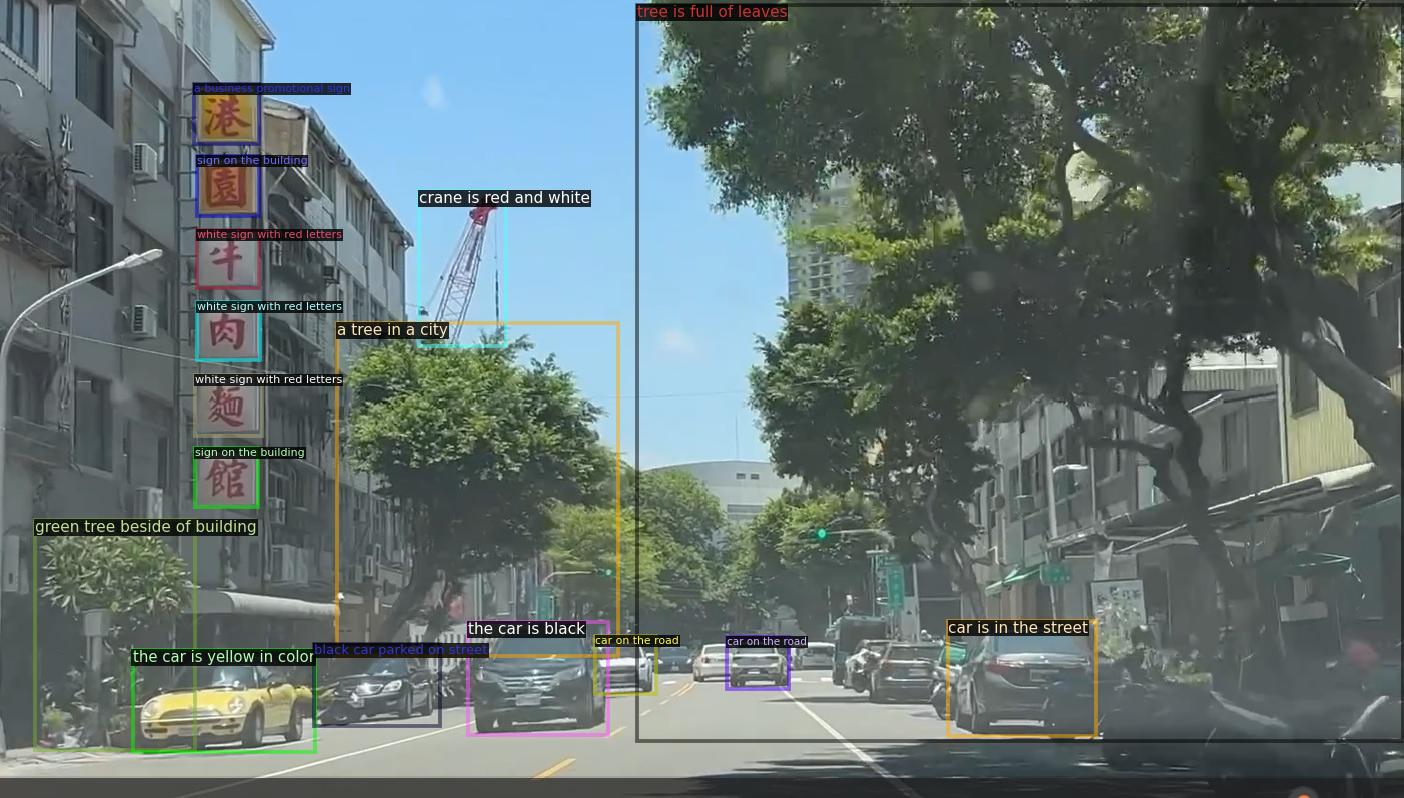 tree is full of leaves
a business promotional sign
港
sign on the building
園
white sign with red letters
牛
white sign with red letters
肉
white sign with red letters
麵
sign on the building
館
光
crane is red and white
a tree in a city
green tree beside of building
the car is yellow in color
black car parked on street
the car is black
car on the road
car on the road
car is in the street